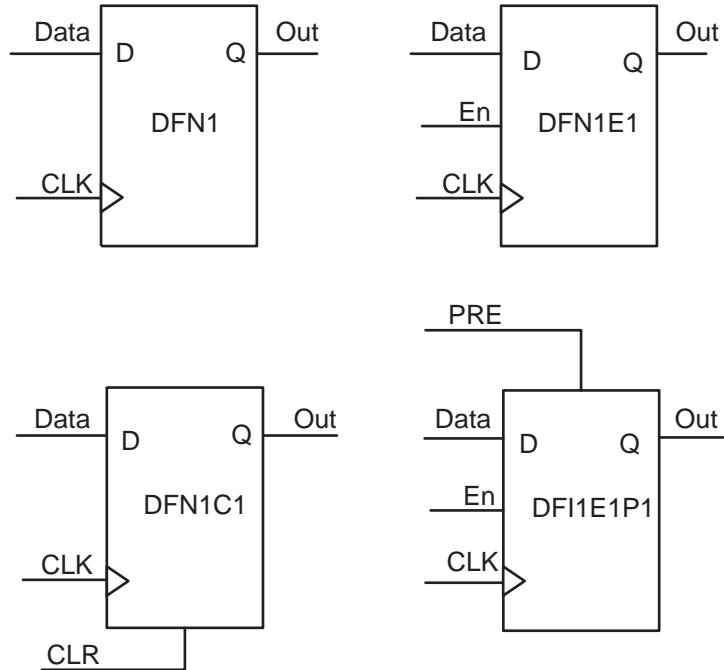 Data
D
Q
Out
DFN1
CLK
Data
D
Q
Out
En
DFN1E1
CLK
Data
D
Q
Out
DFN1C1
CLK
CLR
PRE
Data
D
Q
Out
En
DFI1E1P1
CLK